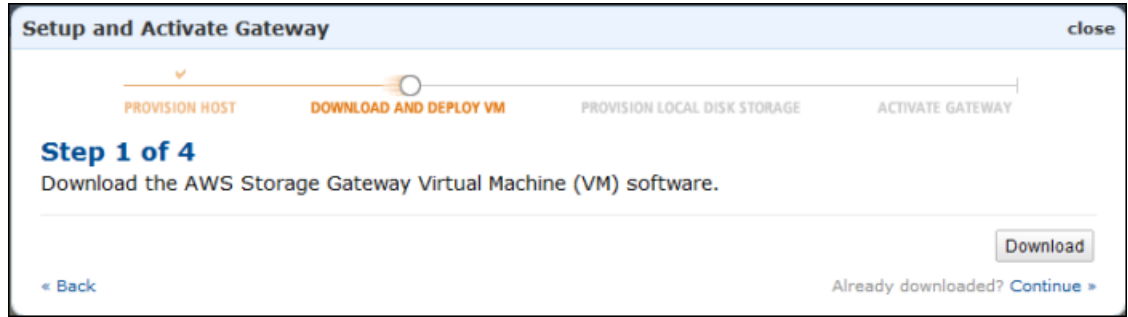 Setup and Activate Gateway
close
PROVISION HOST
DOWNLOAD AND DEPLOY VM
PROVISION LOCAL DISK STORAGE
ACTIVATE GATEWAY
Step 1 of 4
Download the AWS Storage Gateway Virtual Machine (VM) software.
Download
« Back
Already downloaded? Continue »